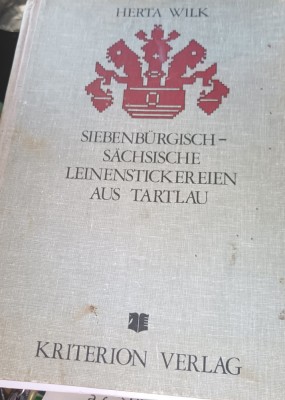 HERTA WILK
SIEBENBÜRGISCH-
SÄCHSISCHE
LEINENSTICKEREIEN
AUS TARTLAU
KRITERION VERLAG